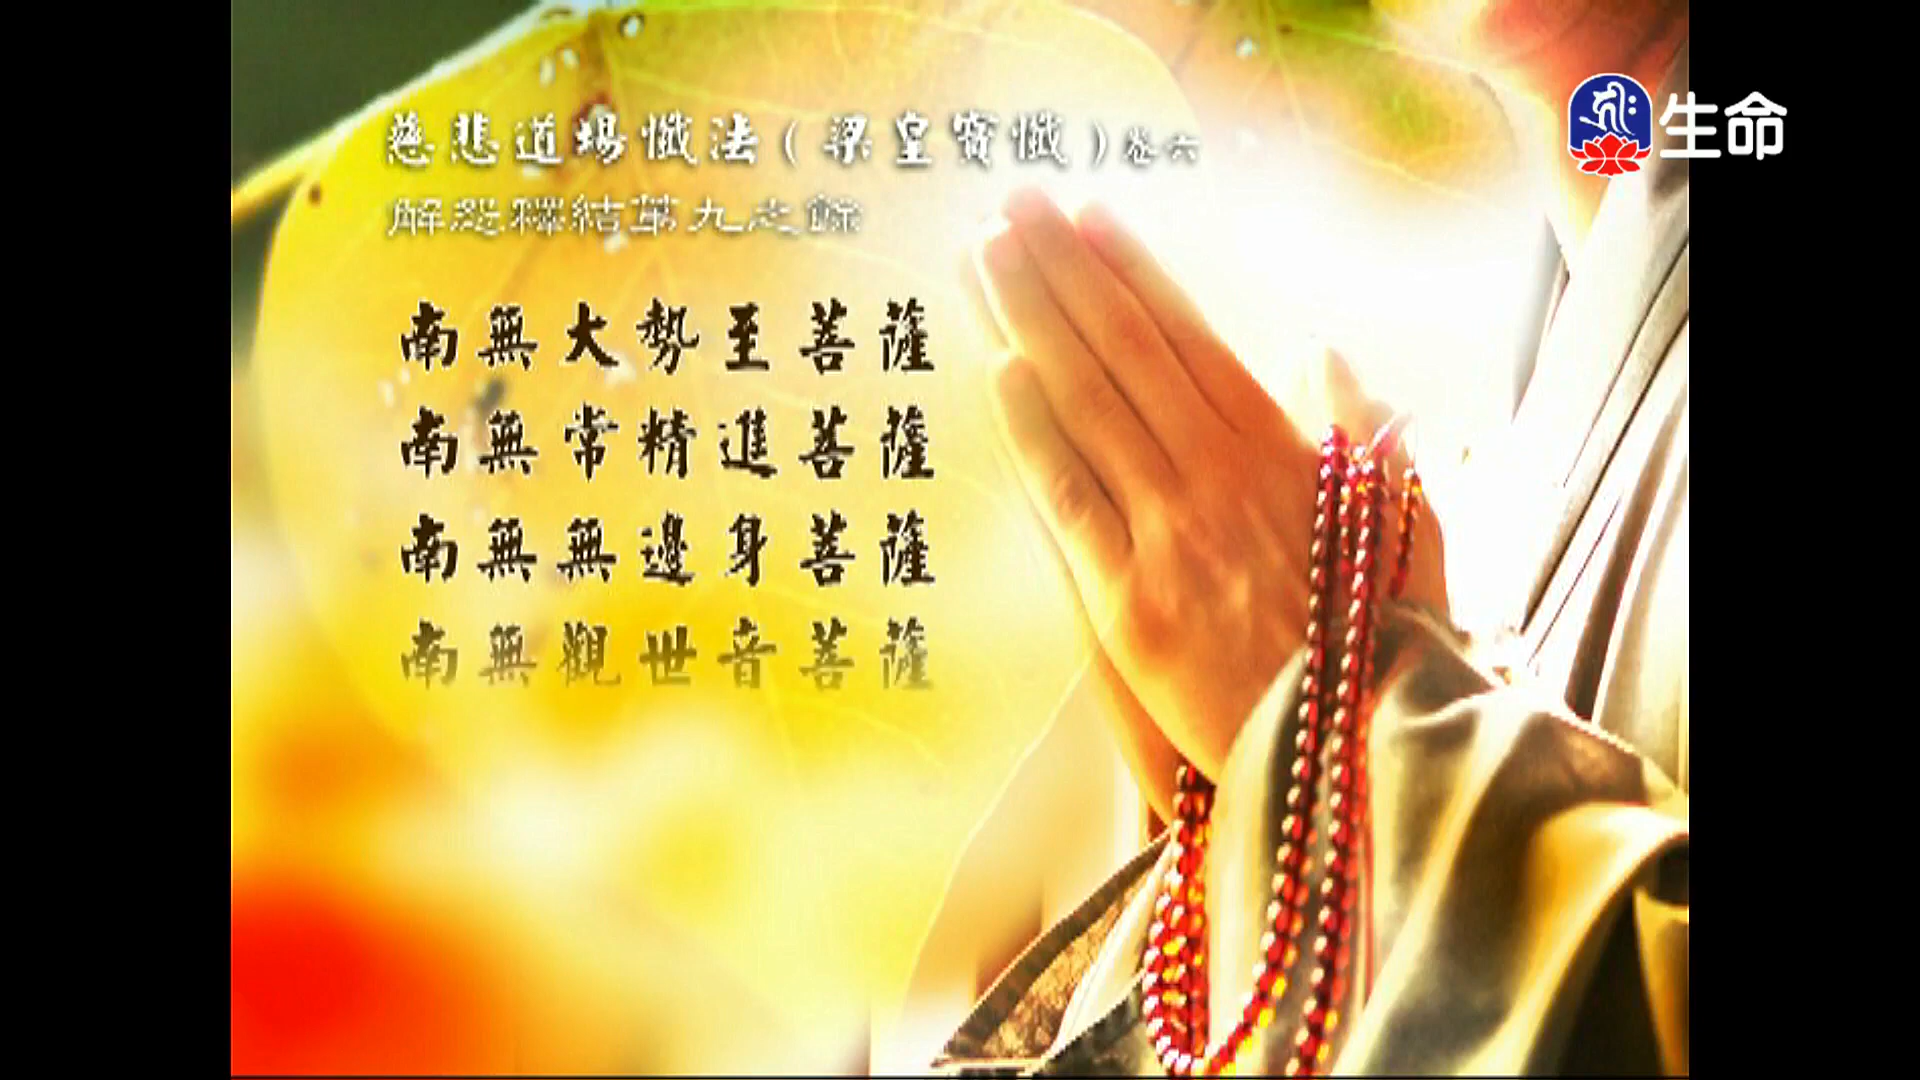 慈悲道場懺法（梁皇寶懺）卷六
解怨釋結第九之餘
南無大勢至菩薩
南無常精進菩薩
南無無邊身菩薩
南無觀世音菩薩
生命